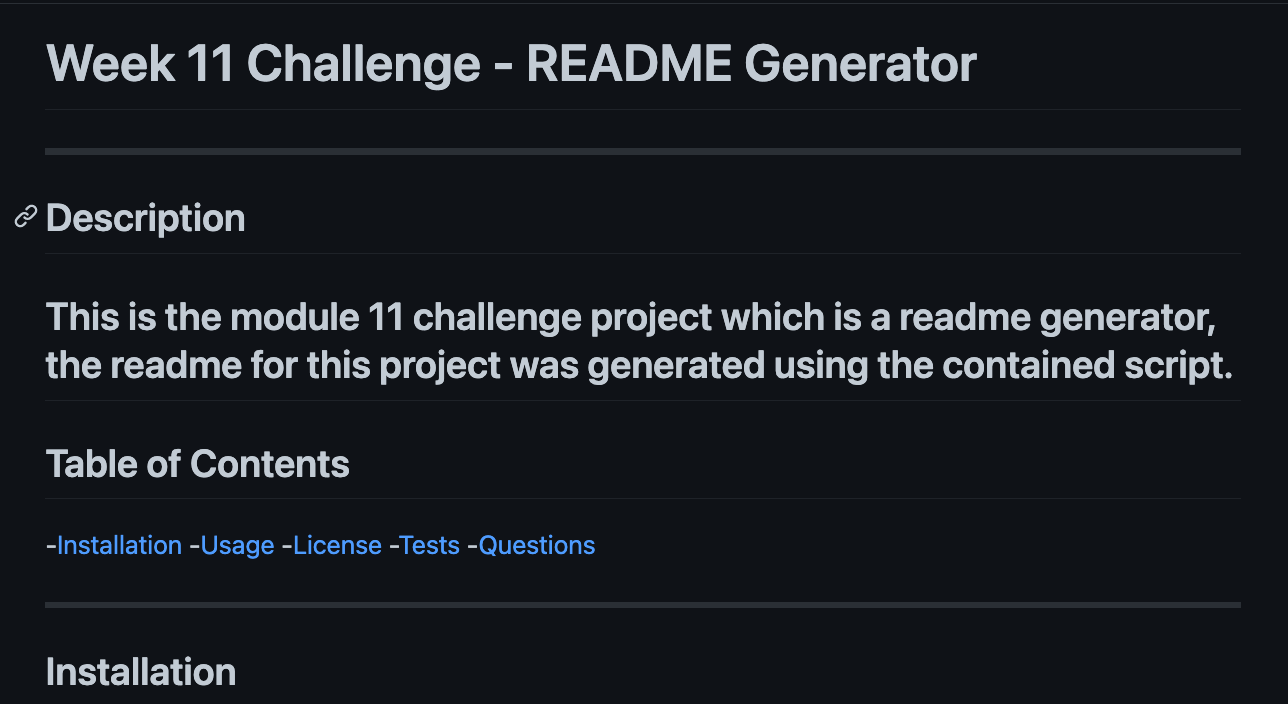 Week 11 Challenge - README Generator
Description
This is the module 11 challenge project which is a readme generator,
the readme for this project was generated using the contained script.
Table of Contents
-Installation -Usage -License -Tests -Questions
Installation